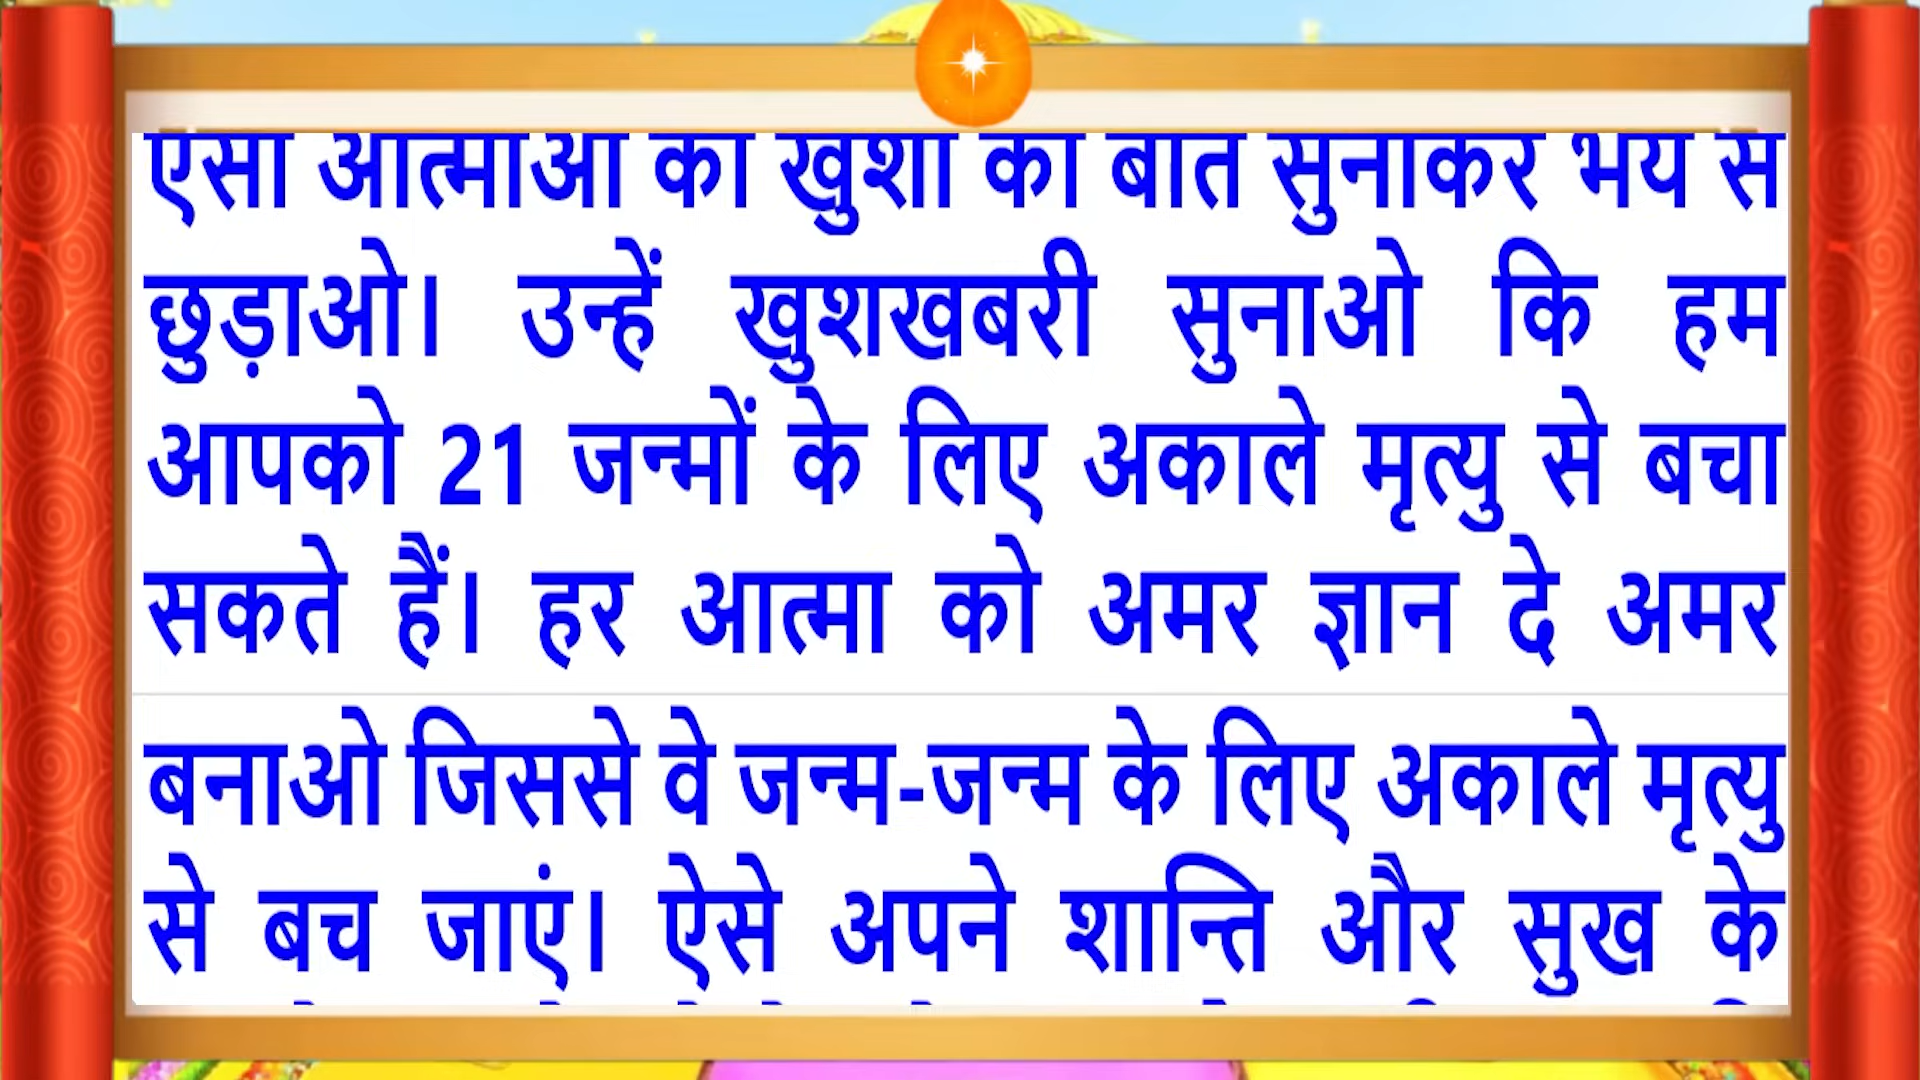 आत्माओं को खुशी की बात सुनाकर भय से
छुड़ाओ। उन्हें खुशखबरी सुनाओ कि हम
आपको 21 जन्मों के लिए अकाले मृत्यु से बचा
सकते हैं। हर आत्मा को अमर ज्ञान दे अमर
बनाओ जिससे वे जन्म-जन्म के लिए अकाले मृत्यु
से बच जाएं। ऐसे अपने शान्ति और सुख के